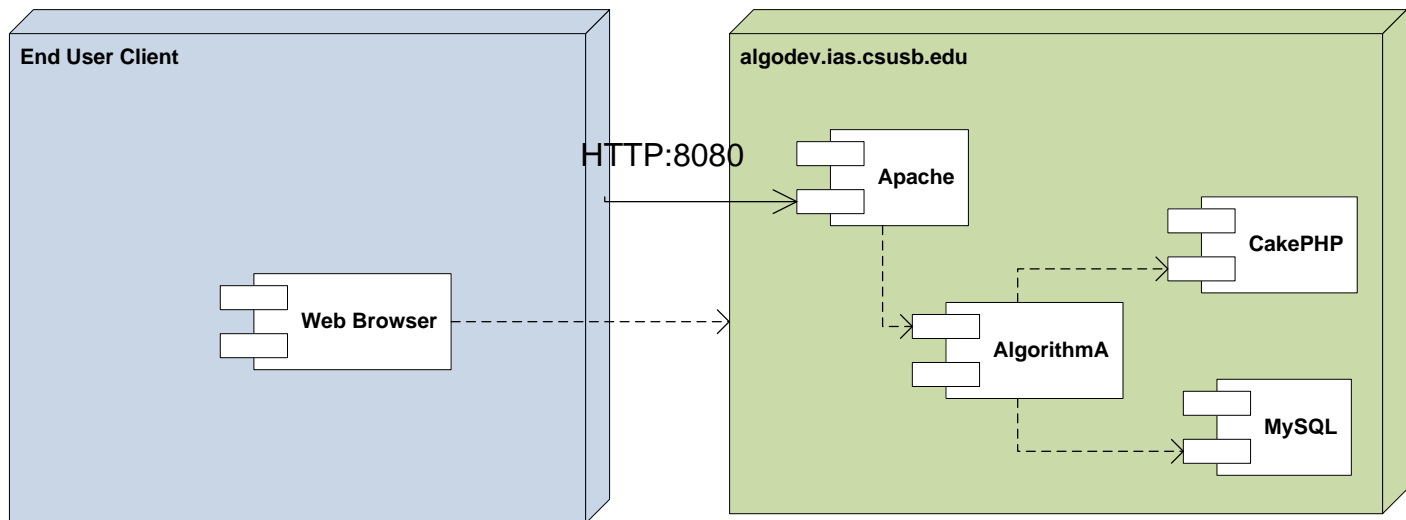 End User Client
algodev.ias.csusb.edu
HTTP:8080
Apache
CakePHP
Web Browser
AlgorithmA
MySQL